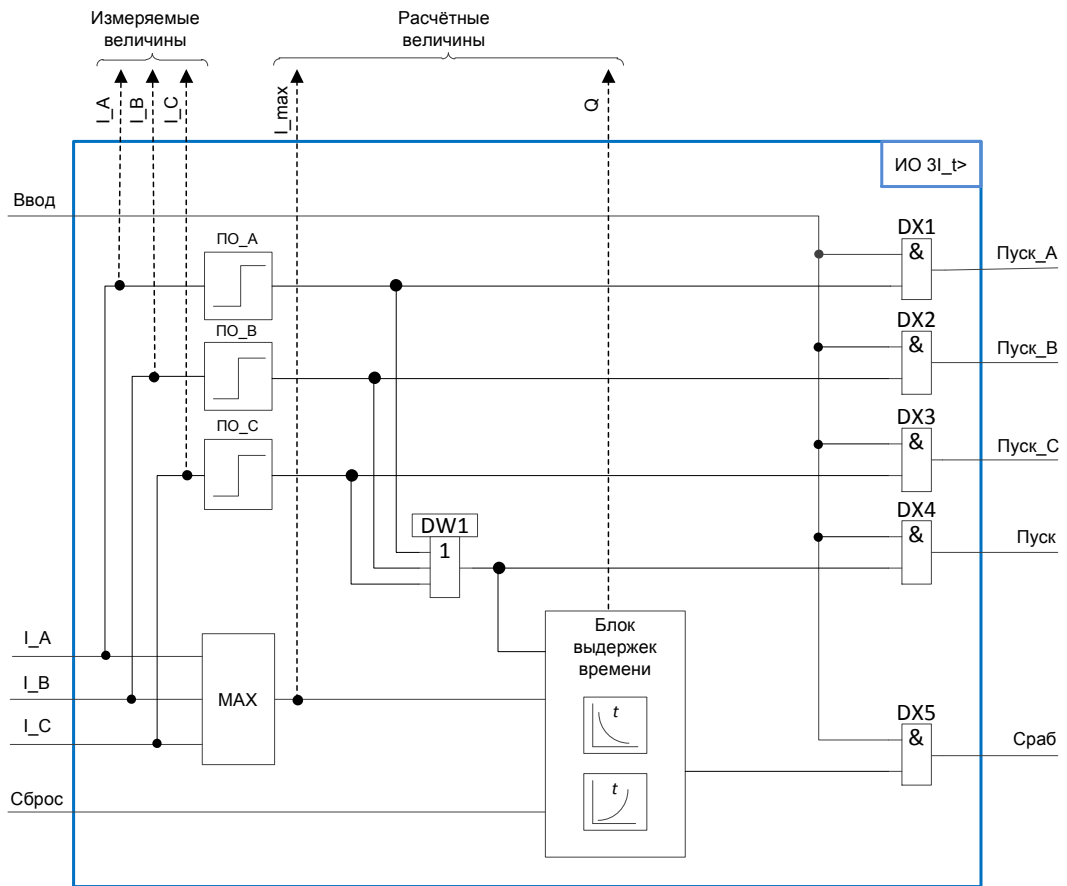 Измеряемые
величины
Расчётные
величины
I_A
I_B
I_C
I_max
Q
ИО 3I_t>
Ввод
ПО_А
DX1
&
Пуск_А
ПО_В
DX2
&
Пуск_В
ПО_С
DX3
&
Пуск_С
DW1
1
DX4
&
Пуск
Блок
выдержек
времени
I_A
I_B
I_C
MAX
t
t
DX5
&
Сраб
Сброс